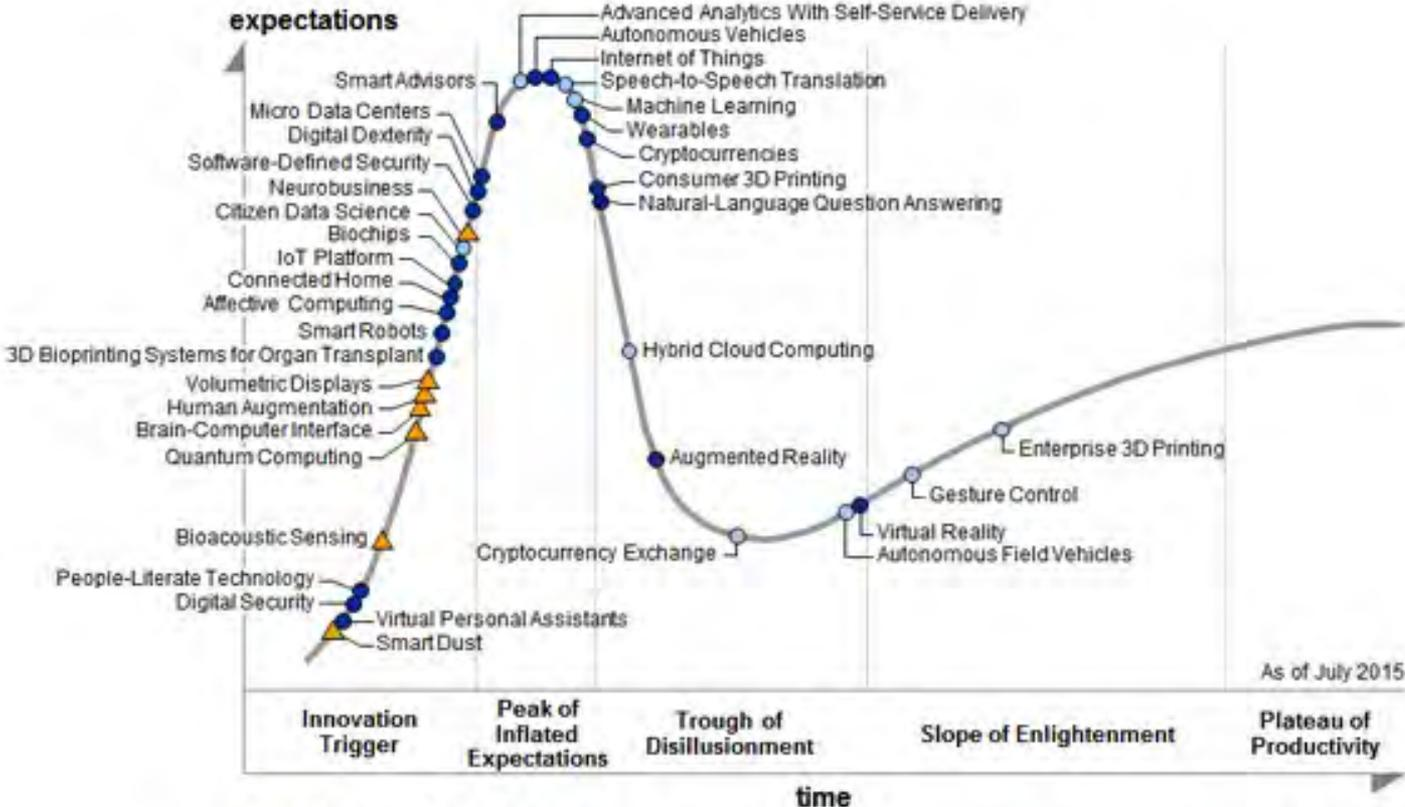 expectations
Advanced Analytics With Self-Service Delivery
Autonomous Vehicles
Internet of Things
Speech-to-Speech Translation
Machine Learning
Wearables
Cryptocurrencies
Consumer 3D Printing
Natural-Language Question Answering
Smart Advisors
Micro Data Centers
Digital Dexterity
Software-Defined Security
Neurobusiness
Citizen Data Science
Biochips
IoT Platform
Connected Home
Affective Computing
Smart Robots
3D Bioprinting Systems for Organ Transplant
Volumetric Displays
Human Augmentation
Brain-Computer Interface
Quantum Computing
Bioacoustic Sensing
People-Literate Technology
Digital Security
Virtual Personal Assistants
Smart Dust
Hybrid Cloud Computing
Augmented Reality
Cryptocurrency Exchange
Enterprise 3D Printing
Gesture Control
Virtual Reality
Autonomous Field Vehicles
As of July 2015
Innovation
Trigger
Peak of
Inflated
Expectations
Trough of
Disillusionment
Slope of Enlightenment
Plateau of
Productivity
time